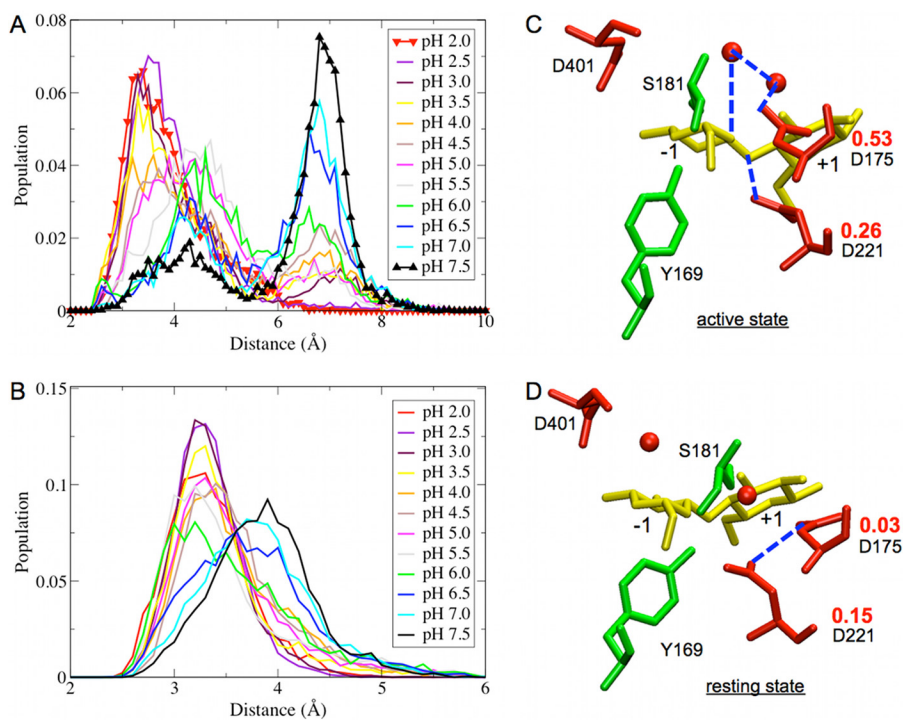 A
0.08
0.06
0.04
0.02
0
Population
2
4
6
8
10
Distance (Å)
pH 2.0
pH 2.5
pH 3.0
pH 3.5
pH 4.0
pH 4.5
pH 5.0
pH 5.5
pH 6.0
pH 6.5
pH 7.0
pH 7.5
C
D401
S181
-1
+1
0.53
D175
0.26
D221
Y169
active state
B
0.15
0.1
0.05
0
Population
2
3
4
5
6
Distance (Å)
pH 2.0
pH 2.5
pH 3.0
pH 3.5
pH 4.0
pH 4.5
pH 5.0
pH 5.5
pH 6.0
pH 6.5
pH 7.0
pH 7.5
D
D401
S181
-1
+1
0.03
D175
0.15
D221
Y169
resting state